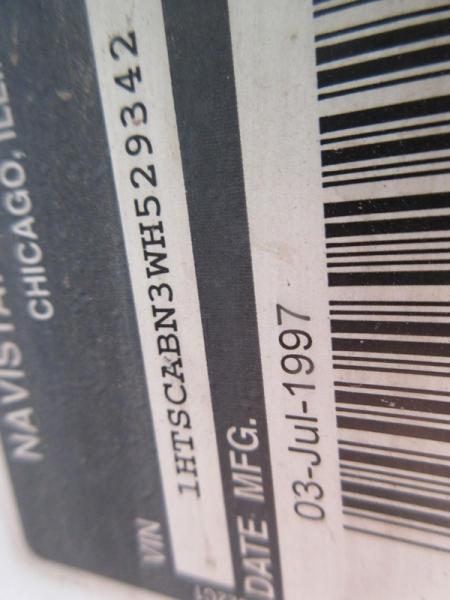 NAVISTA
CHICAGO, ILL
VIN
1HTSCABN3WH529342
DATE MFG.
03-Jul-1997